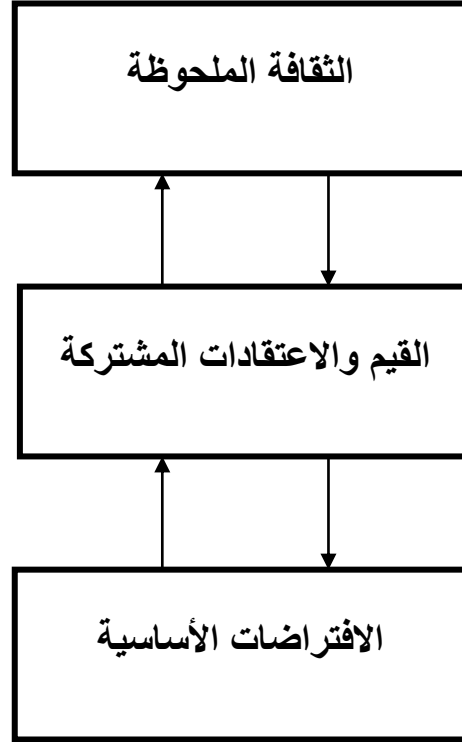 الثقافة الملحوظة
القيم والاعتقادات المشتركة
الافتراضات الأساسية